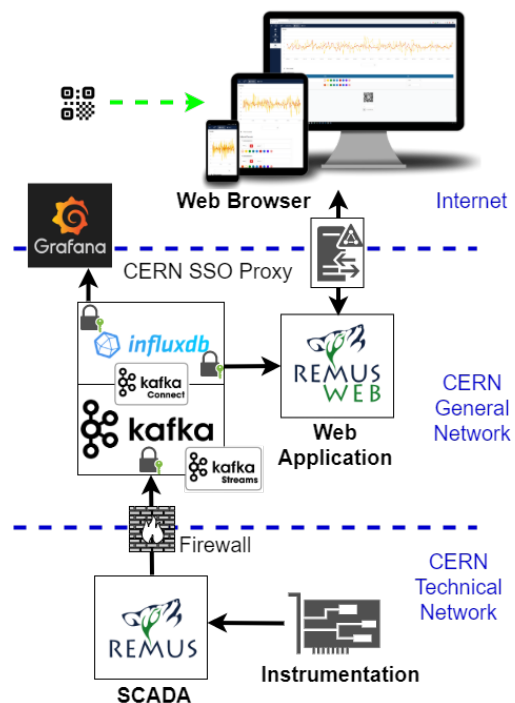 Web Browser
Internet
Grafana
CERN SSO Proxy
influxdb
kafka
Connect
kafka
kafka
Streams
REMUS
WEB
Web
Application
CERN
General
Network
Firewall
CERN
Technical
Network
REMUS
SCADA
Instrumentation